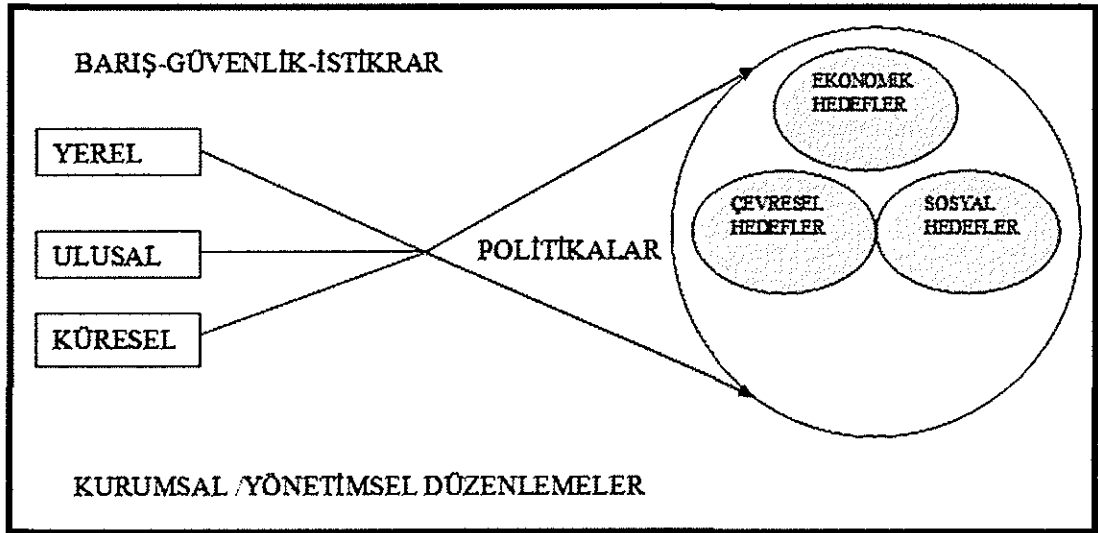 BARIŞ-GÜVENLİK-İSTİKRAR
EKONOMIK
HEDEFLER
YEREL
ÇEVRESEL
HEDEFLER
SOSYAL
HEDEFLER
ULUSAL
POLİTİKALAR
KÜRESEL
KURUMSAL /YÖNETİMSEL DÜZENLEMELER